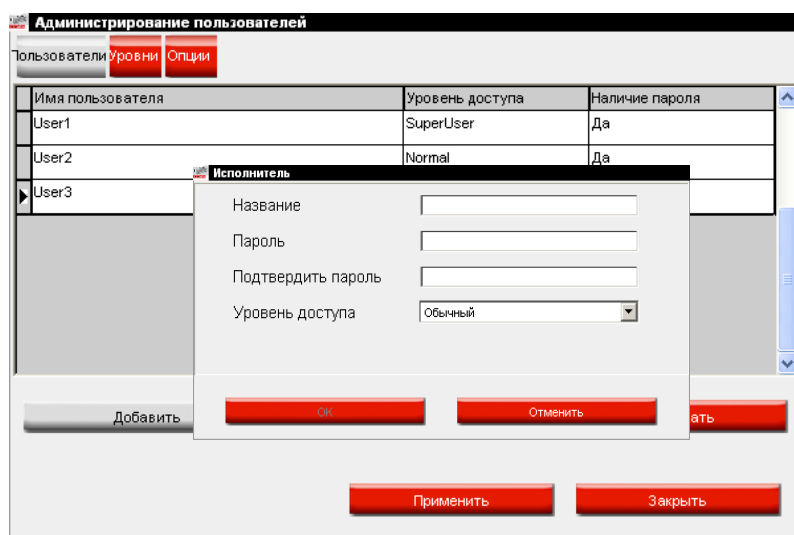 Администрирование пользователей
Пользователи Уровни Опции
Имя пользователя Уровень доступа Наличие пароля
User1 SuperUser Да
User2 Normal Да
User3
Исполнитель
Название
Пароль
Подтвердить пароль
Уровень доступа Обычный
OK Отменить
Добавить ать
Применить Закрыть